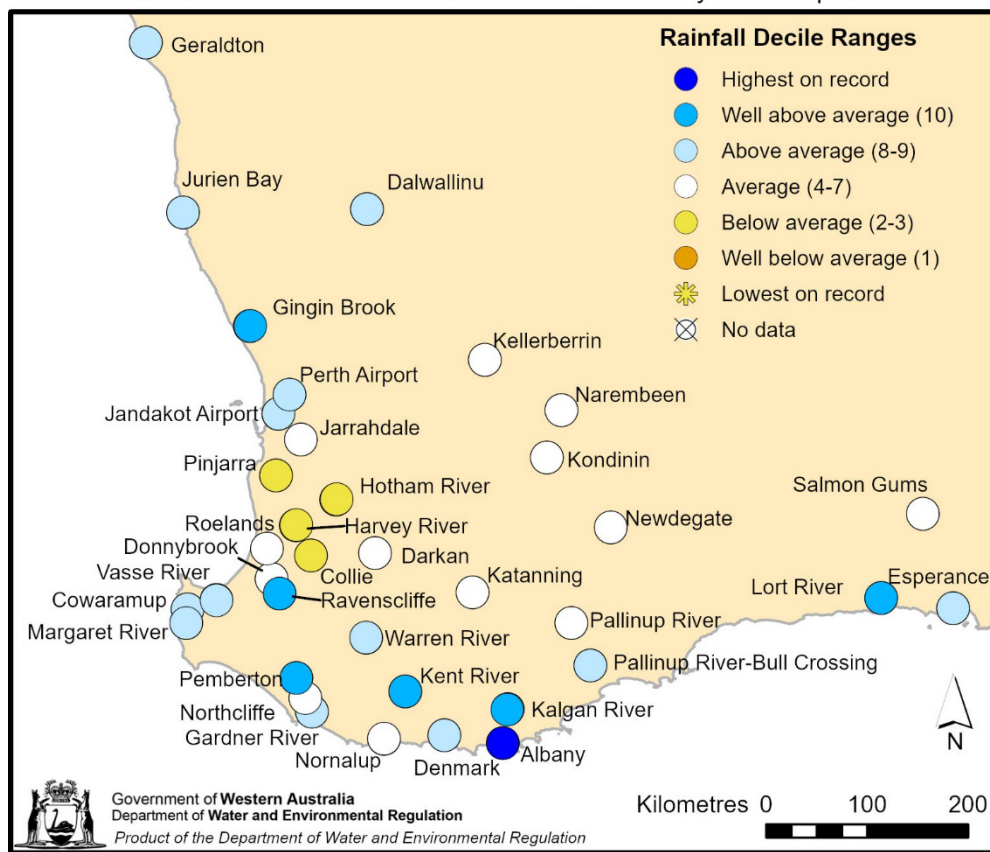 Geraldton
Rainfall Decile Ranges
Highest on record
Well above average (10)
Above average (8-9)
Average (4-7)
Below average (2-3)
Well below average (1)
Lowest on record
No data
Jurien Bay
Dalwallinu
Gingin Brook
Kellerberrin
Perth Airport
Narembeen
Jandakot Airport
Jarrahdale
Kondinin
Pinjarra
Hotham River
Salmon Gums
Roelands
Harvey River
Newdegate
Donnybrook
Darkan
Vasse River
Collie
Katanning
Lort River
Esperance
Cowaramup
Ravenscliffe
Margaret River
Pallinup River
Warren River
Pallinup River-Bull Crossing
Pemberton
Kent River
Northcliffe
Kalgan River
Gardner River
Nornalup
Denmark
Albany
N
Government of Western Australia
Department of Water and Environmental Regulation
Product of the Department of Water and Environmental Regulation
Kilometres 0 100 200